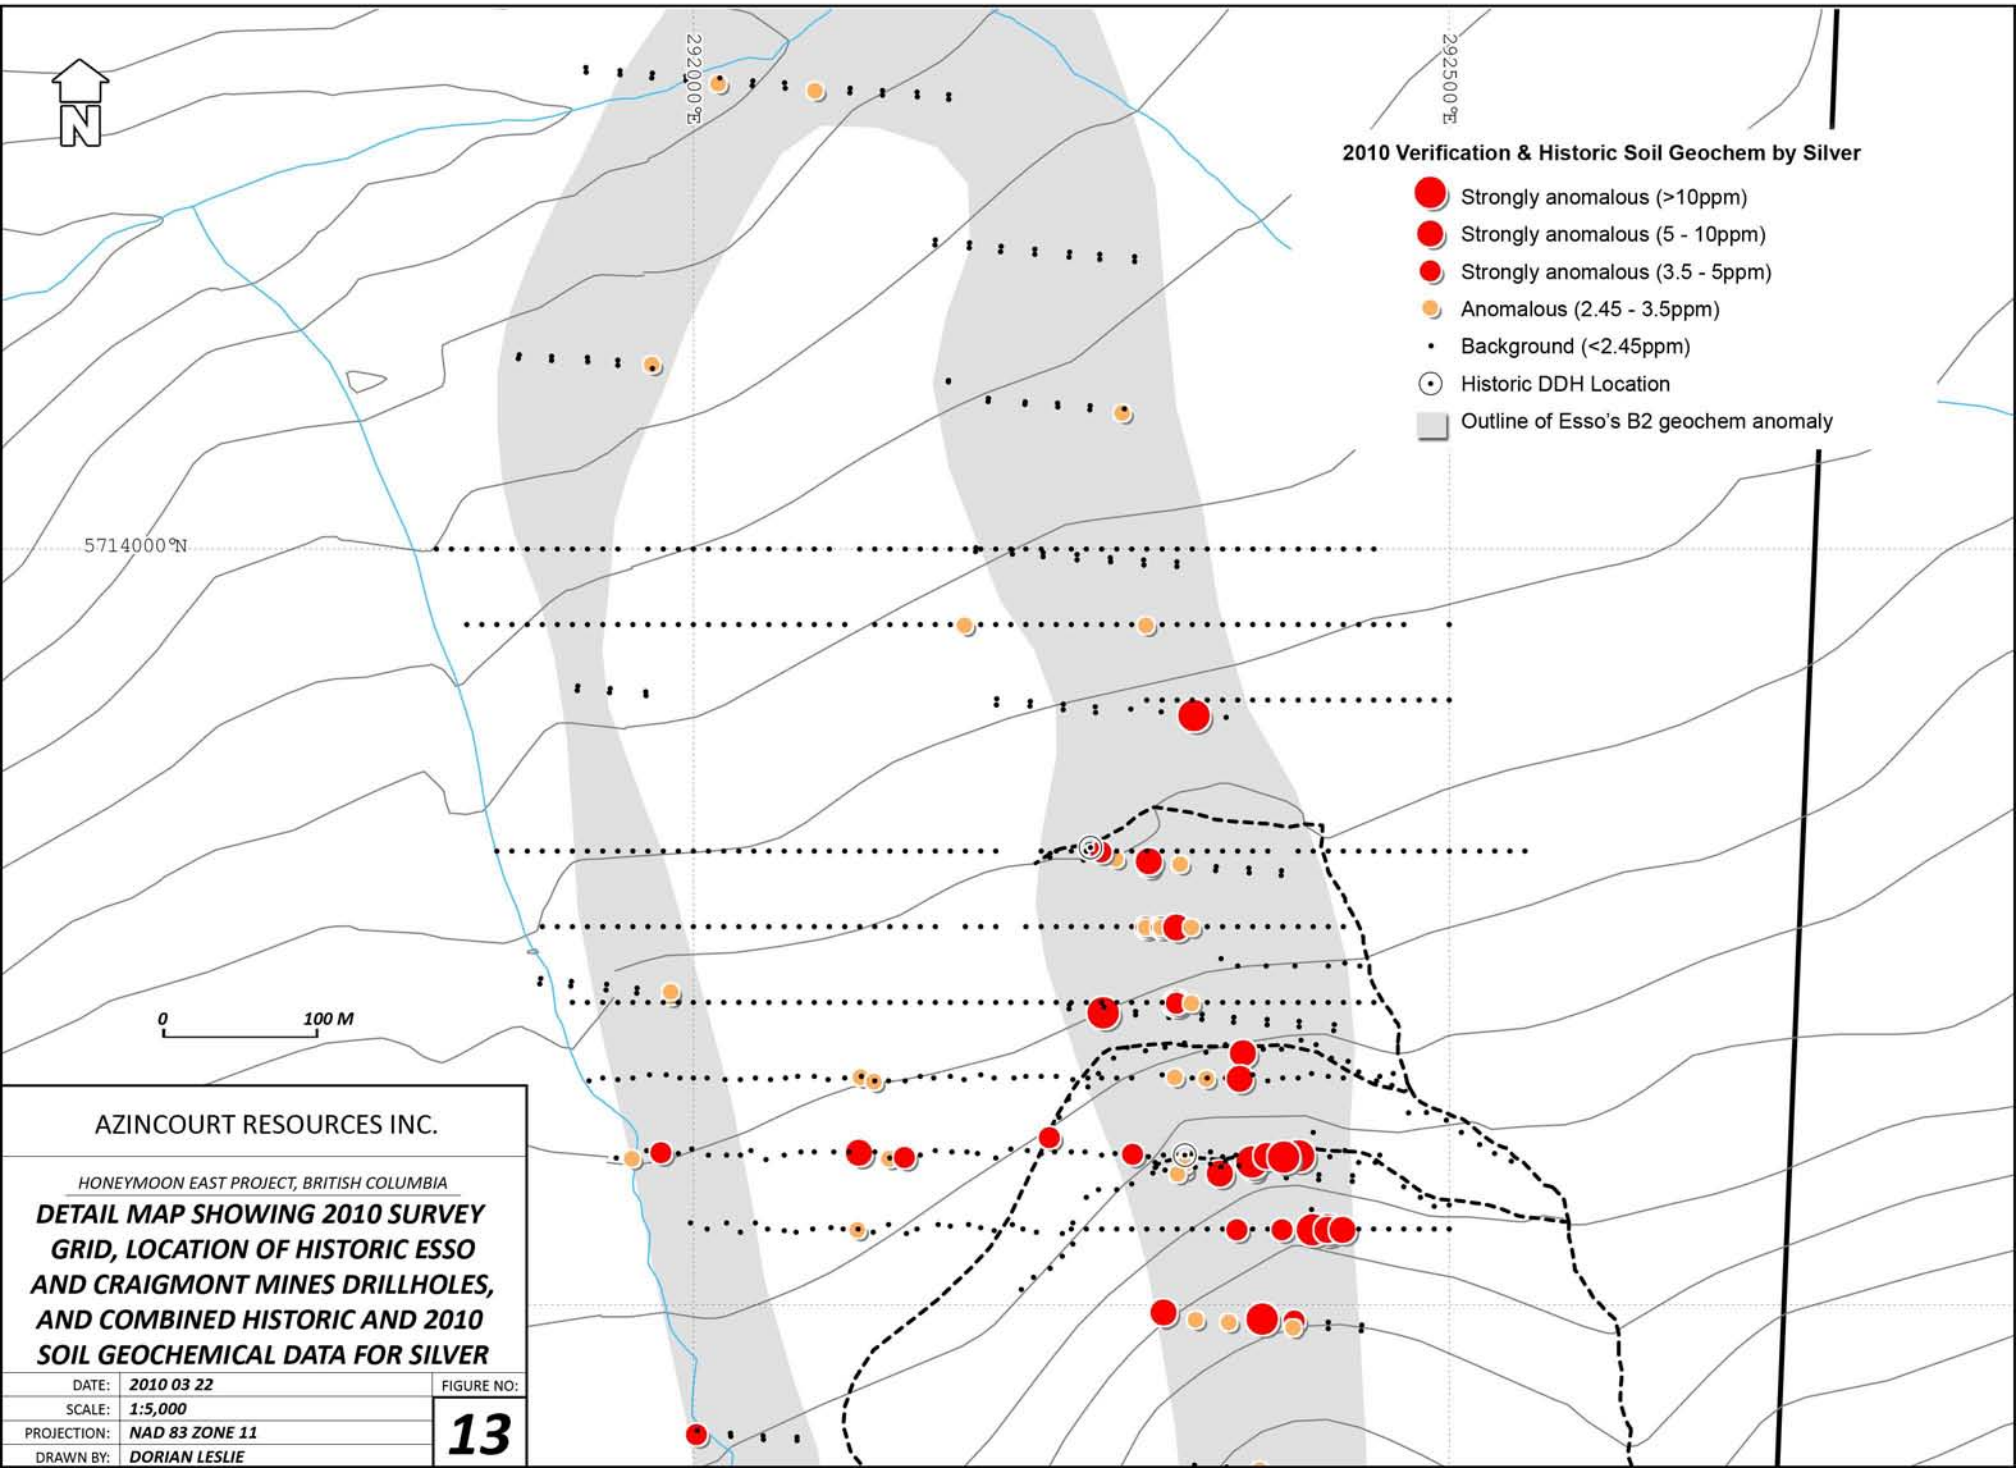 N
292000°E
292500°E
2010 Verification & Historic Soil Geochem by Silver
Strongly anomalous (>10ppm)
Strongly anomalous (5 - 10ppm)
Strongly anomalous (3.5 - 5ppm)
Anomalous (2.45 - 3.5ppm)
Background (<2.45ppm)
Historic DDH Location
Outline of Esso's B2 geochem anomaly
5714000°N
0 100 M
AZINCOURT RESOURCES INC.
HONEYMOON EAST PROJECT, BRITISH COLUMBIA
DETAIL MAP SHOWING 2010 SURVEY
GRID, LOCATION OF HISTORIC ESSO
AND CRAIGMONT MINES DRILLHOLES,
AND COMBINED HISTORIC AND 2010
SOIL GEOCHEMICAL DATA FOR SILVER
DATE: 2010 03 22
SCALE: 1:5,000
PROJECTION: NAD 83 ZONE 11
DRAWN BY: DORIAN LESLIE
FIGURE NO:
13